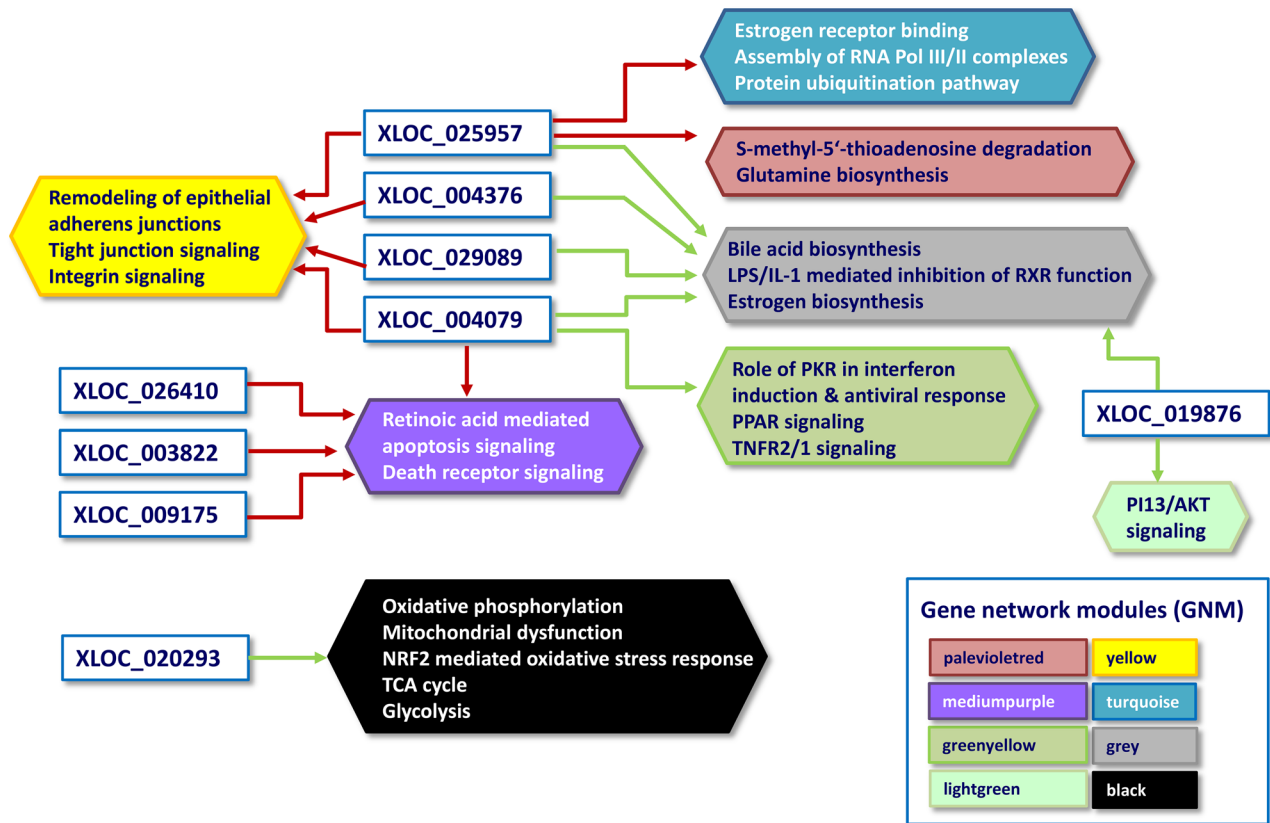 Estrogen receptor binding
Assembly of RNA Pol III/II complexes
Protein ubiquitination pathway
XLOC_025957
S-methyl-5‘-thioadenosine degradation
Glutamine biosynthesis
Remodeling of epithelial
adherens junctions
Tight junction signaling
Integrin signaling
XLOC_004376
XLOC_029089
XLOC_004079
Bile acid biosynthesis
LPS/IL-1 mediated inhibition of RXR function
Estrogen biosynthesis
XLOC_026410
XLOC_003822
XLOC_009175
Retinoic acid mediated
apoptosis signaling
Death receptor signaling
Role of PKR in interferon
induction & antiviral response
PPAR signaling
TNFR2/1 signaling
XLOC_019876
PI13/AKT
signaling
XLOC_020293
Oxidative phosphorylation
Mitochondrial dysfunction
NRF2 mediated oxidative stress response
TCA cycle
Glycolysis
Gene network modules (GNM)
palevioletred
yellow
mediumpurple
turquoise
greenyellow
grey
lightgreen
black